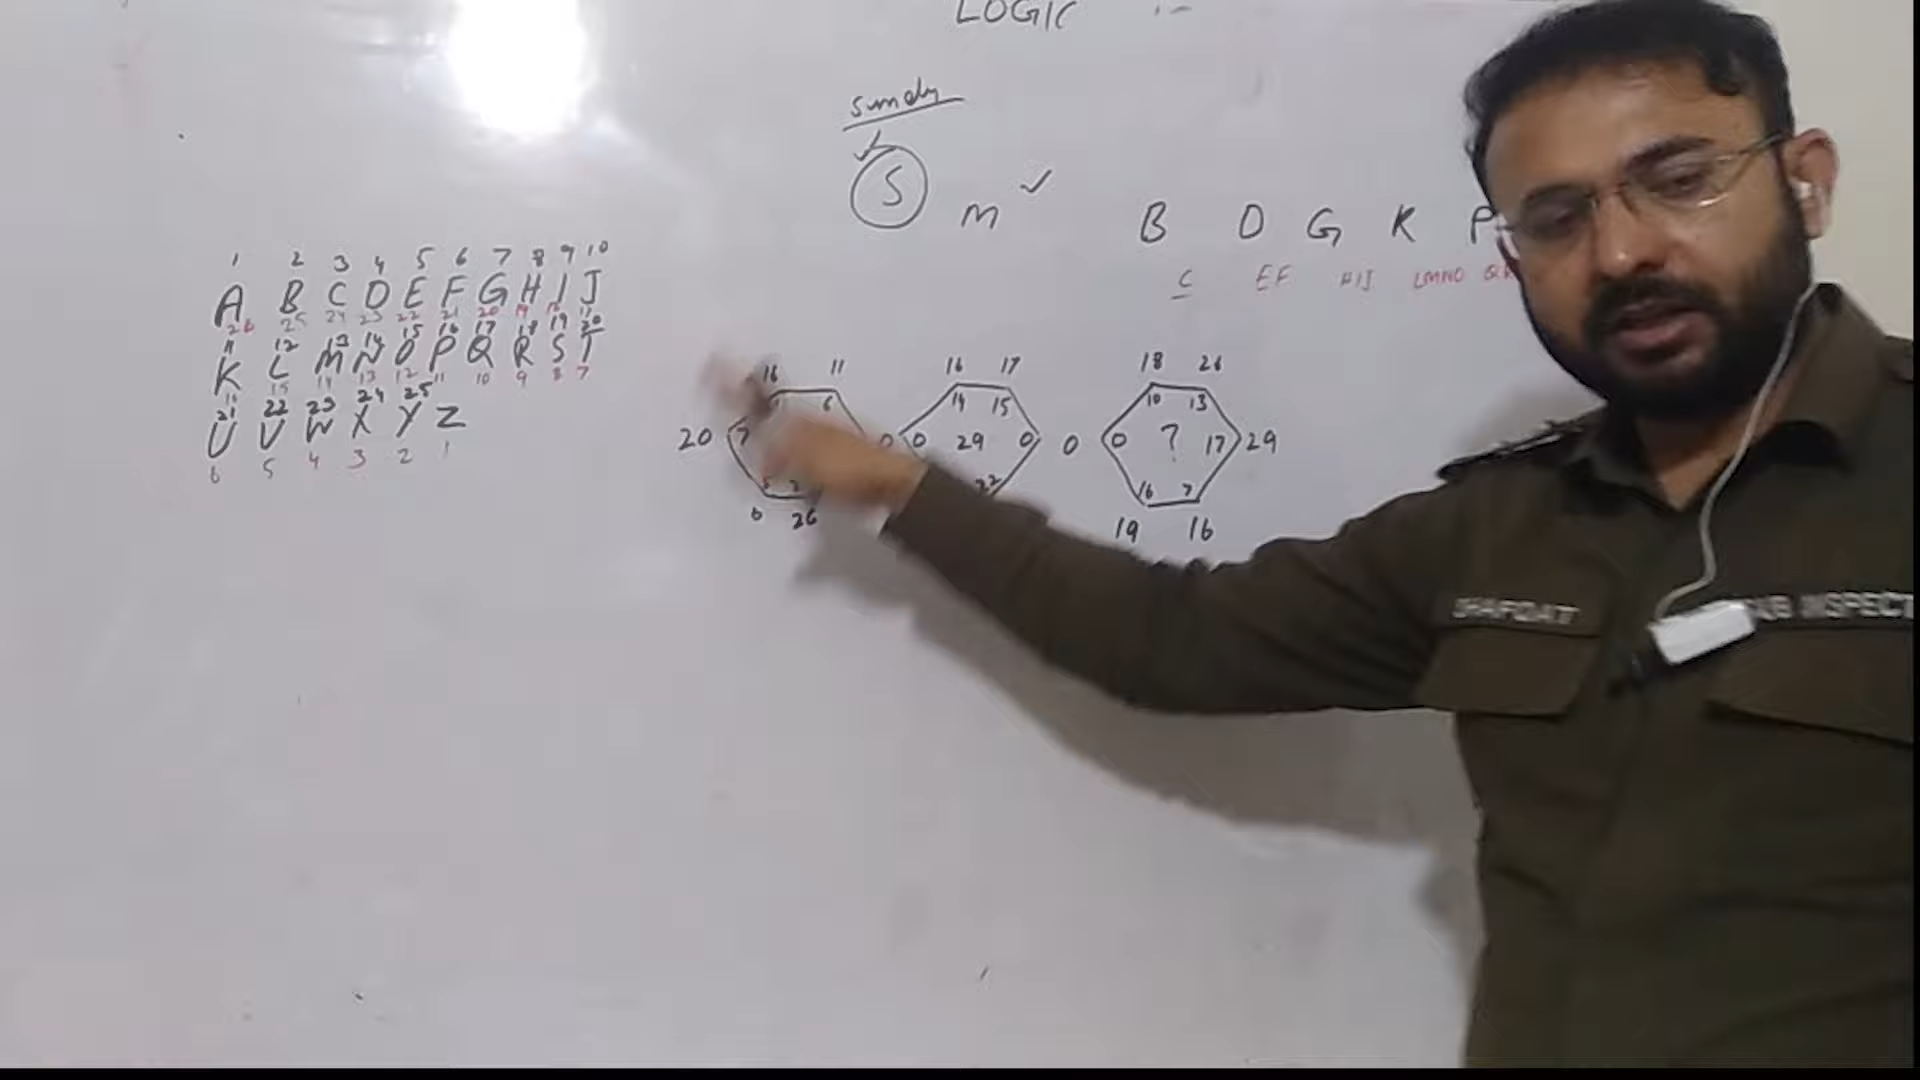 LOGIC :-
Sunday
S M
B D G K P
C EF HIJ LMNO Q
1 2 3 4 5 6 7 8 9 10
A B C D E F G H I J
26 25 24 23 22 21 20 19 18 17
11 12 13 14 15 16 17 18 19 20
K L M N O P Q R S T
16 15 14 13 12 11 10 9 8 7
21 22 23 24 25
U V W X Y Z
6 5 4 3 2 1
16 11 16 17 18 26
6 14 15 10 13
20 7 0 0 29 0 0 0 ? 17 29
22 16 7
0 26 19 16
SHAFQAT
SUB INSPECT